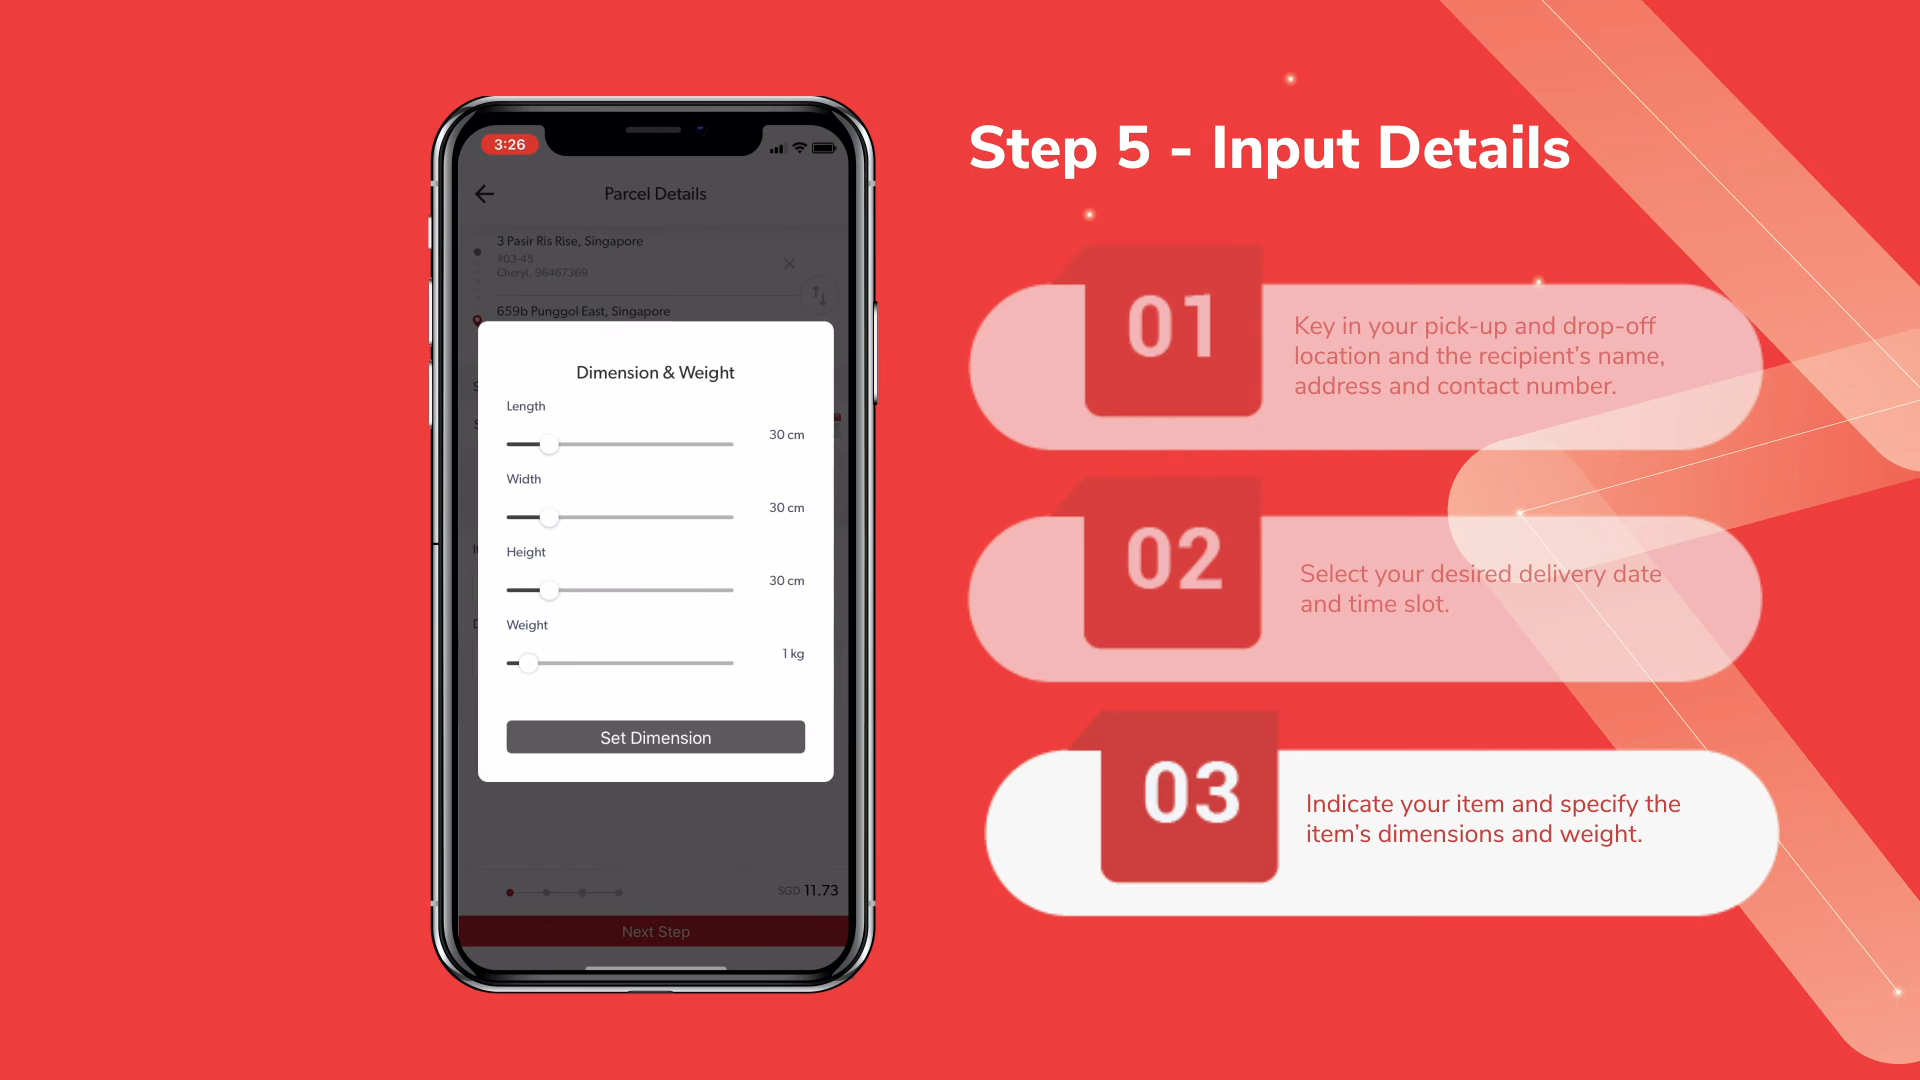 3:26
Parcel Details
3 Pasir Ris Rise, Singapore
#03-45
Cheryl, 96467369
659b Punggol East, Singapore
Dimension & Weight
Length
30 cm
Width
30 cm
Height
30 cm
Weight
1 kg
Set Dimension
SGD 11.73
Next Step
Step 5 - Input Details
01
Key in your pick-up and drop-off
location and the recipient's name,
address and contact number.
02
Select your desired delivery date
and time slot.
03
Indicate your item and specify the
item's dimensions and weight.